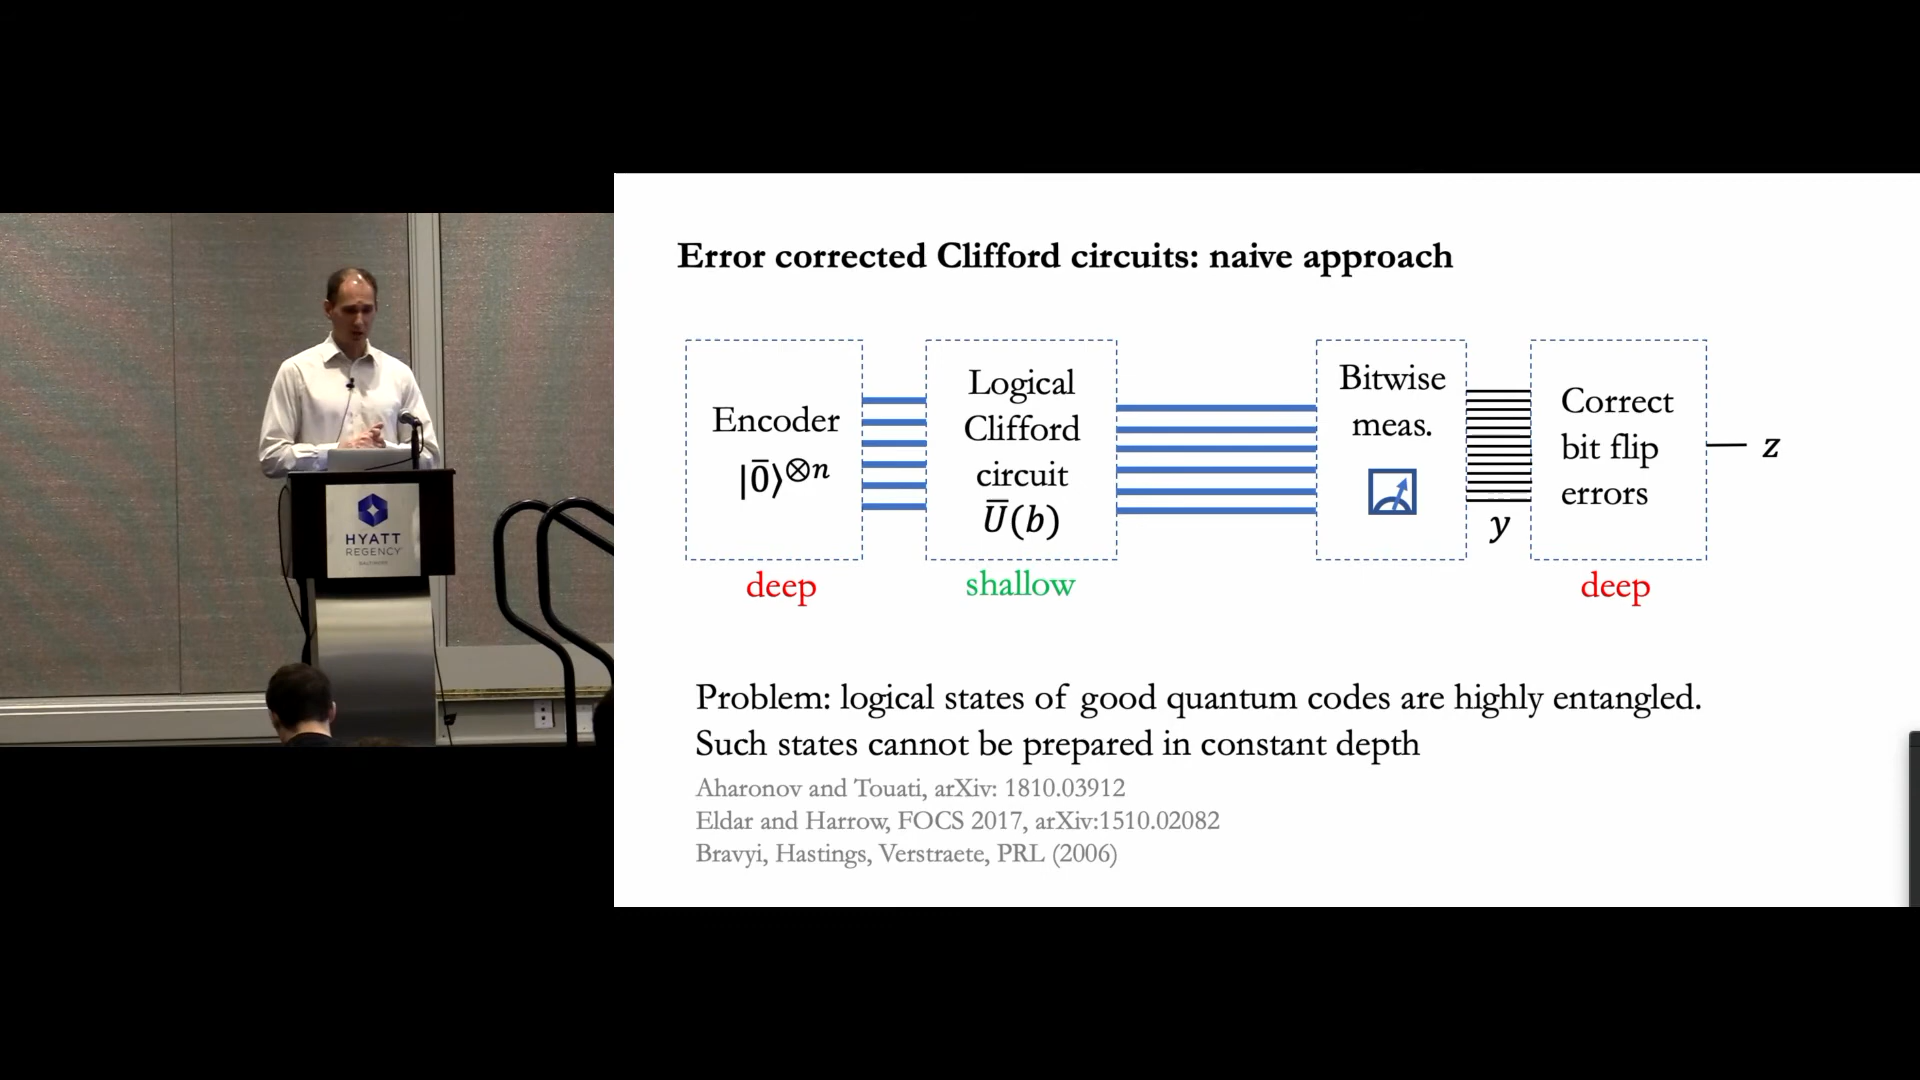 Error corrected Clifford circuits: naive approach
Encoder
|0̅⟩⊗n
deep
Logical
Clifford
circuit
U̅(b)
shallow
Bitwise
meas.
y
Correct
bit flip
errors
deep
z
Problem: logical states of good quantum codes are highly entangled.
Such states cannot be prepared in constant depth
Aharonov and Touati, arXiv: 1810.03912
Eldar and Harrow, FOCS 2017, arXiv:1510.02082
Bravyi, Hastings, Verstraete, PRL (2006)
HYATT
REGENCY
BALTIMORE